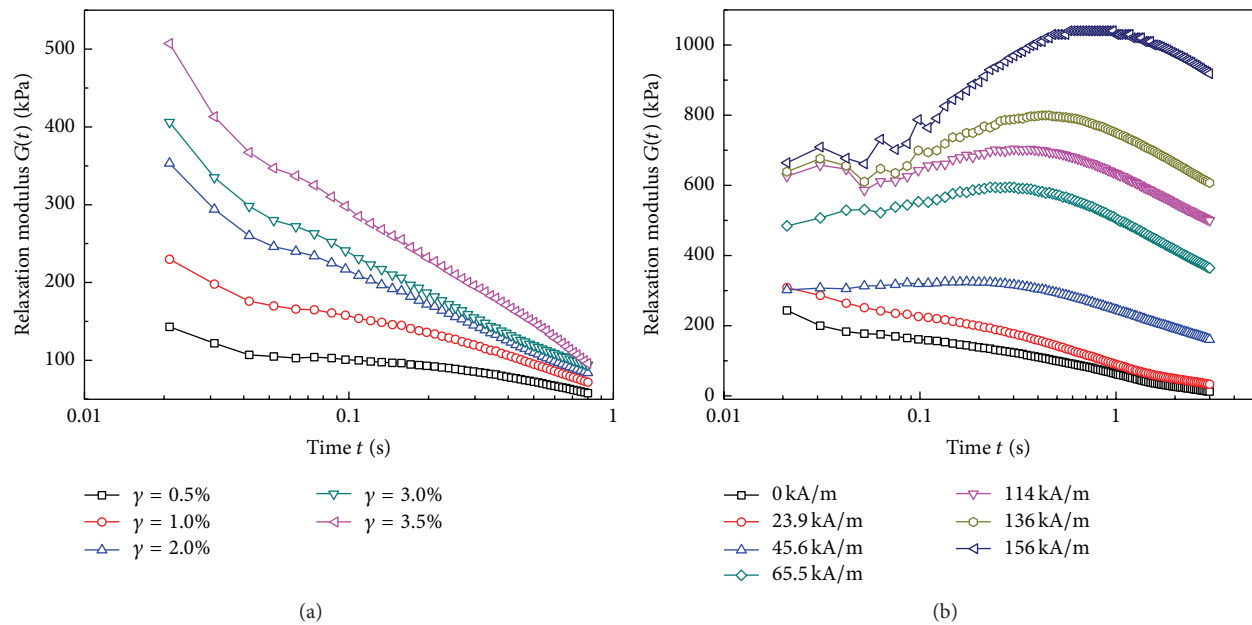 500
400
300
200
100
0.01
0.1
1
Relaxation modulus G(t) (kPa)
Time t (s)
γ = 0.5%
γ = 1.0%
γ = 2.0%
γ = 3.0%
γ = 3.5%
(a)
1000
800
600
400
200
0
0.01
0.1
1
Relaxation modulus G(t) (kPa)
Time t (s)
0 kA/m
23.9 kA/m
45.6 kA/m
65.5 kA/m
114 kA/m
136 kA/m
156 kA/m
(b)